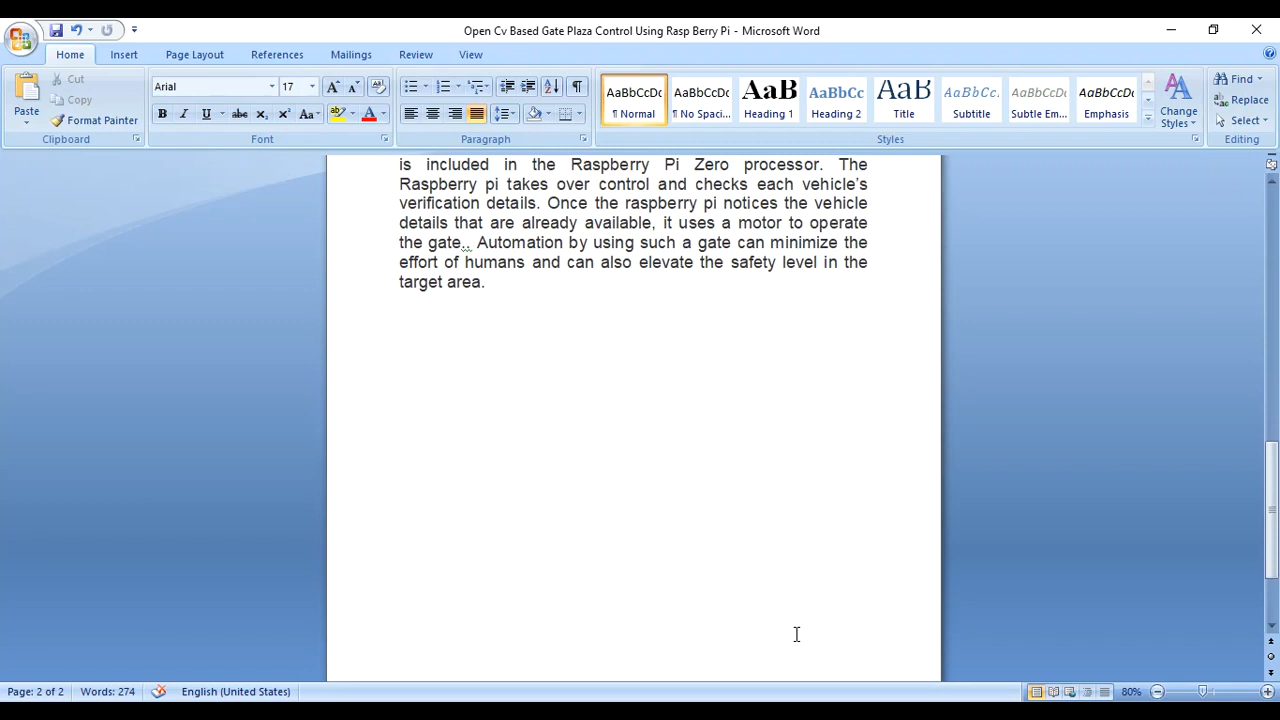 Open Cv Based Gate Plaza Control Using Rasp Berry Pi - Microsoft Word
Home Insert Page Layout References Mailings Review View
Paste
Cut
Copy
Format Painter
Clipboard
Arial 17
Font
Paragraph
AaBbCcDc AaBbCcDc AaB AaBbCc AaB AaBbCc. AaBbCcDc AaBbCcDc
¶ Normal ¶ No Spaci... Heading 1 Heading 2 Title Subtitle Subtle Em... Emphasis
Change Styles
Styles
Find
Replace
Select
Editing
is included in the Raspberry Pi Zero processor. The
Raspberry pi takes over control and checks each vehicle’s
verification details. Once the raspberry pi notices the vehicle
details that are already available, it uses a motor to operate
the gate.. Automation by using such a gate can minimize the
effort of humans and can also elevate the safety level in the
target area.
Page: 2 of 2 Words: 274 English (United States) 80%